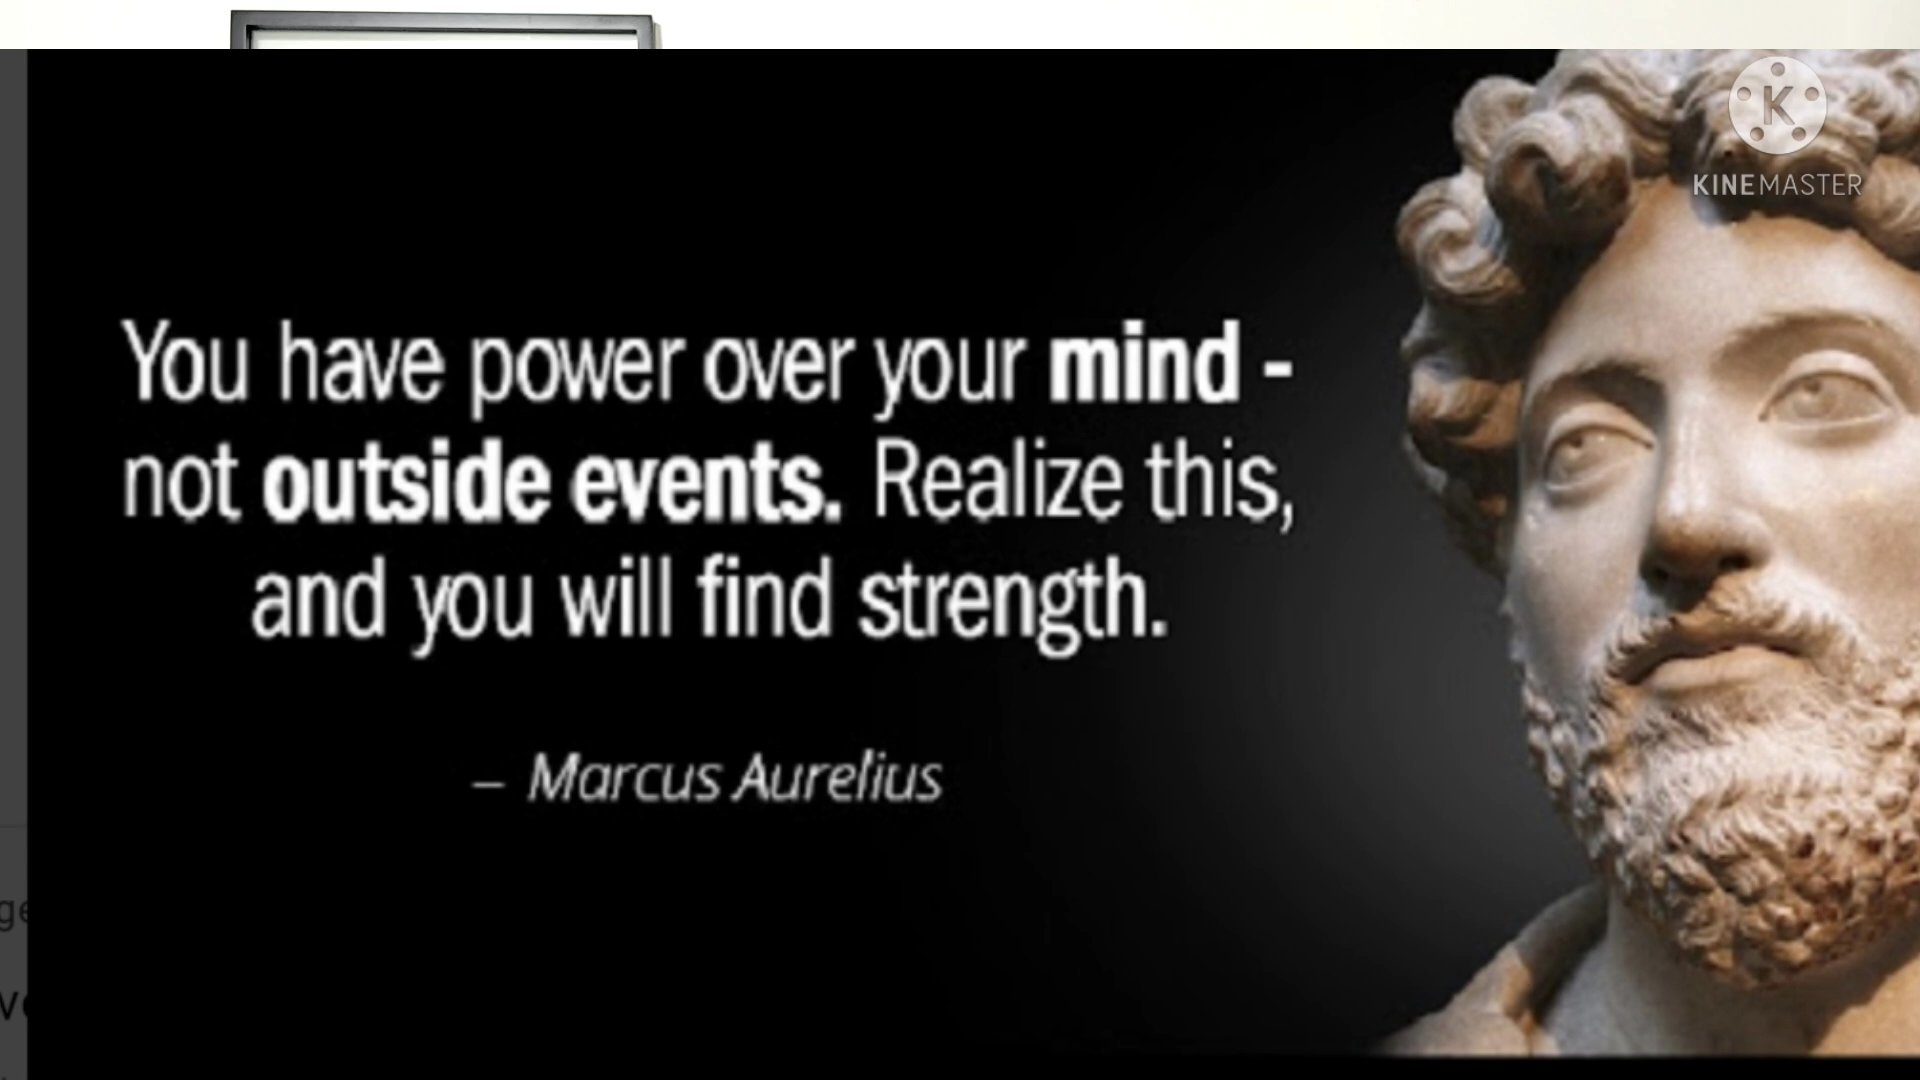 K
KINEMASTER
You have power over your mind -
not outside events. Realize this,
and you will find strength.
– Marcus Aurelius